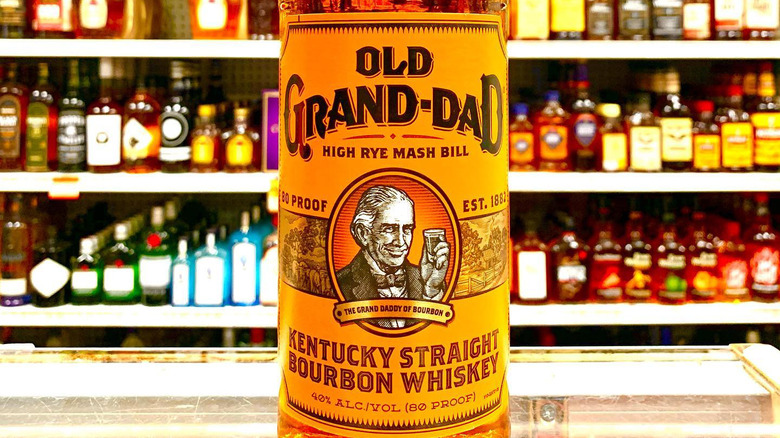 OLD
GRAND-DAD
HIGH RYE MASH BILL
80 PROOF
EST. 1882
THE GRAND DADDY OF BOURBON
KENTUCKY STRAIGHT
BOURBON WHISKEY
40% ALC./VOL (80 PROOF)